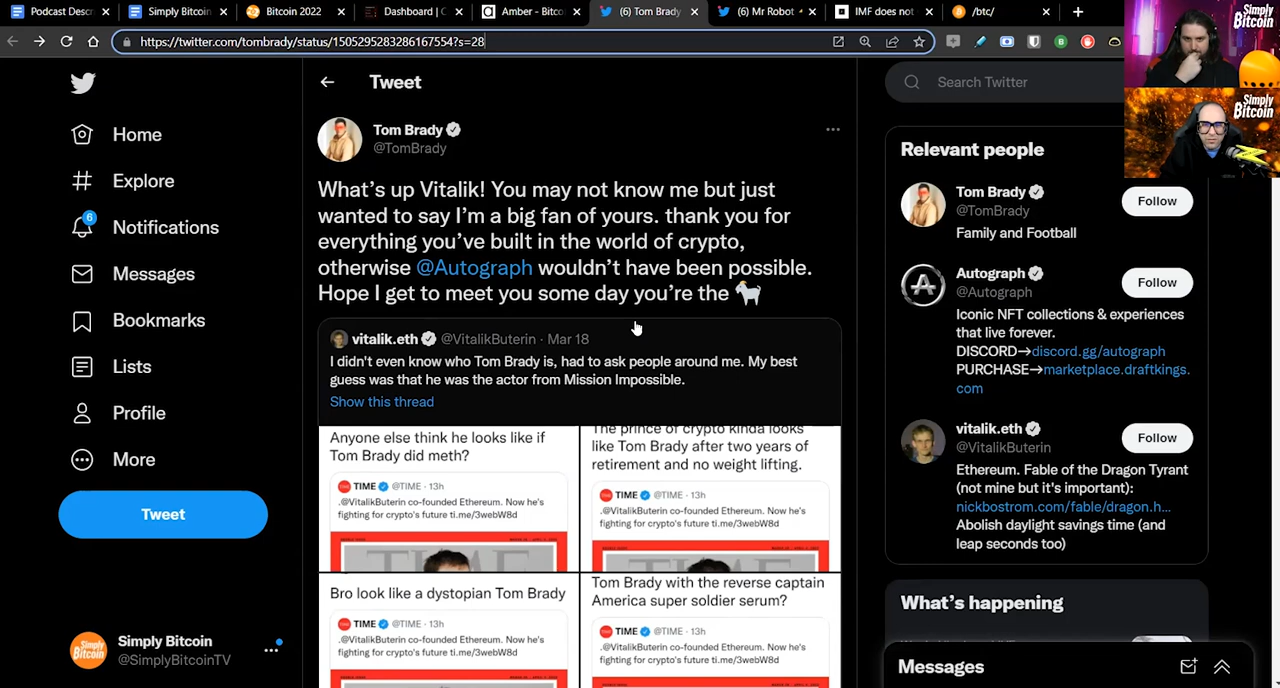 Podcast Descr
Simply Bitcoin
Bitcoin 2022
Dashboard | C
Amber - Bitco
(6) Tom Brady
(6) Mr Robot
IMF does not
/btc/
https://twitter.com/tombrady/status/1505295283286167554?s=28
Simply
Bitcoin
Simply
Bitcoin
Home
Explore
6
Notifications
Messages
Bookmarks
Lists
Profile
More
Tweet
Simply Bitcoin
@SimplyBitcoinTV
Tweet
Tom Brady
@TomBrady
What's up Vitalik! You may not know me but just
wanted to say I'm a big fan of yours. thank you for
everything you've built in the world of crypto,
otherwise @Autograph wouldn't have been possible.
Hope I get to meet you some day you're the 🐐
vitalik.eth @VitalikButerin · Mar 18
I didn't even know who Tom Brady is, had to ask people around me. My best
guess was that he was the actor from Mission Impossible.
Show this thread
Anyone else think he looks like if
Tom Brady did meth?
TIME @TIME · 13h
.@VitalikButerin co-founded Ethereum. Now he's
fighting for crypto's future ti.me/3webW8d
TIME
The prince of crypto kinda looks
like Tom Brady after two years of
retirement and no weight lifting.
TIME @TIME · 13h
.@VitalikButerin co-founded Ethereum. Now he's
fighting for crypto's future ti.me/3webW8d
TIME
Bro look like a dystopian Tom Brady
TIME @TIME · 13h
.@VitalikButerin co-founded Ethereum. Now he's
fighting for crypto's future ti.me/3webW8d
Tom Brady with the reverse captain
America super soldier serum?
TIME @TIME · 13h
.@VitalikButerin co-founded Ethereum. Now he's
fighting for crypto's future ti.me/3webW8d
Search Twitter
Relevant people
Tom Brady
@TomBrady
Follow
Family and Football
Autograph
@Autograph
Follow
Iconic NFT collections & experiences
that live forever.
DISCORD→discord.gg/autograph
PURCHASE→marketplace.draftkings.
com
vitalik.eth
@VitalikButerin
Follow
Ethereum. Fable of the Dragon Tyrant
(not mine but it's important):
nickbostrom.com/fable/dragon.h...
Abolish daylight savings time (and
leap seconds too)
What's happening
Messages